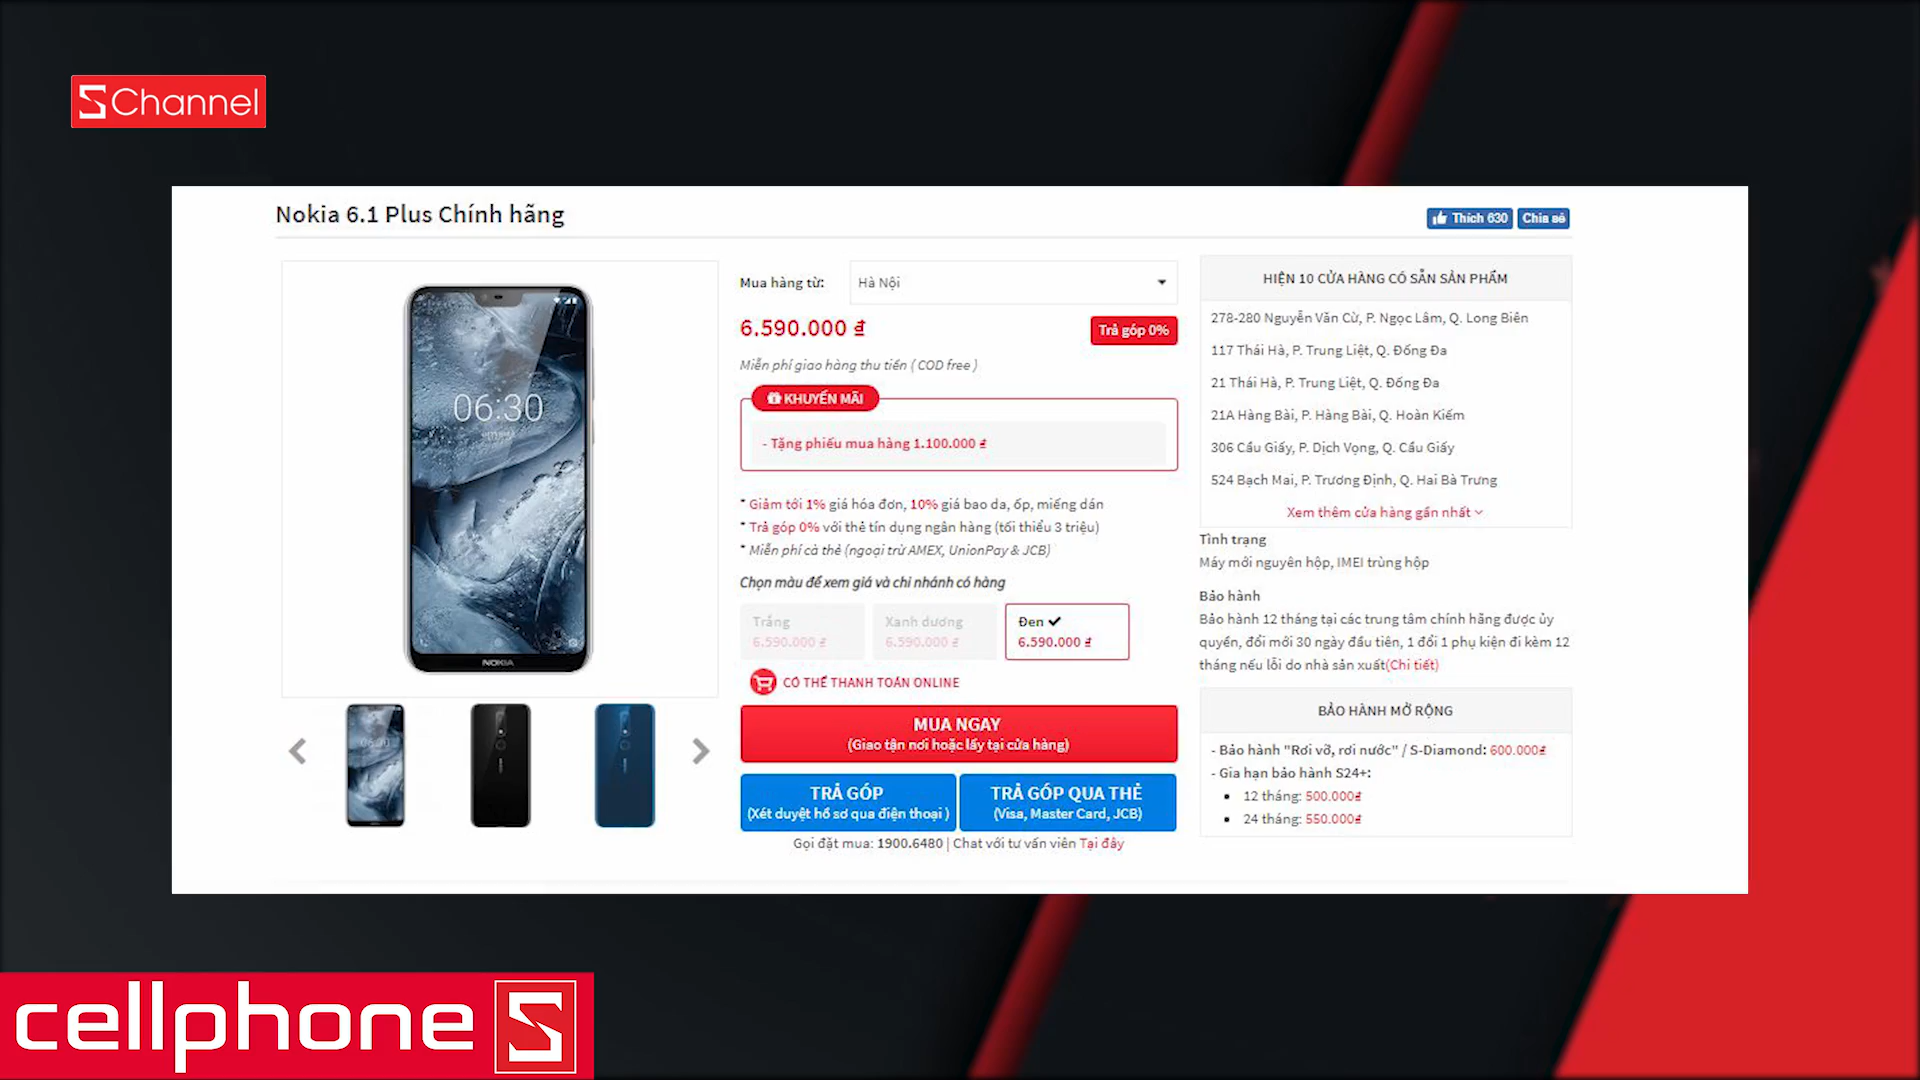 S Channel
Nokia 6.1 Plus Chính hãng
Thích 630
Chia sẻ
06:30
NOKIA
Mua hàng từ:
Hà Nội
6.590.000 ₫
Trả góp 0%
Miễn phí giao hàng thu tiền ( COD free )
KHUYẾN MÃI
- Tặng phiếu mua hàng 1.100.000 ₫
* Giảm tới 1% giá hóa đơn, 10% giá bao da, ốp, miếng dán
* Trả góp 0% với thẻ tín dụng ngân hàng (tối thiểu 3 triệu)
* Miễn phí cà thẻ (ngoại trừ AMEX, UnionPay & JCB)
Chọn màu để xem giá và chi nhánh có hàng
Trắng
6.590.000 ₫
Xanh dương
6.590.000 ₫
Đen ✔
6.590.000 ₫
CÓ THỂ THANH TOÁN ONLINE
MUA NGAY
(Giao tận nơi hoặc lấy tại cửa hàng)
TRẢ GÓP
(Xét duyệt hồ sơ qua điện thoại )
TRẢ GÓP QUA THẺ
(Visa, Master Card, JCB)
Gọi đặt mua: 1900.6480 | Chat với tư vấn viên Tại đây
HIỆN 10 CỬA HÀNG CÓ SẴN SẢN PHẨM
278-280 Nguyễn Văn Cừ, P. Ngọc Lâm, Q. Long Biên
117 Thái Hà, P. Trung Liệt, Q. Đống Đa
21 Thái Hà, P. Trung Liệt, Q. Đống Đa
21A Hàng Bài, P. Hàng Bài, Q. Hoàn Kiếm
306 Cầu Giấy, P. Dịch Vọng, Q. Cầu Giấy
524 Bạch Mai, P. Trương Định, Q. Hai Bà Trưng
Xem thêm cửa hàng gần nhất
Tình trạng
Máy mới nguyên hộp, IMEI trùng hộp
Bảo hành
Bảo hành 12 tháng tại các trung tâm chính hãng được ủy
quyền, đổi mới 30 ngày đầu tiên, 1 đổi 1 phụ kiện đi kèm 12
tháng nếu lỗi do nhà sản xuất(Chi tiết)
BẢO HÀNH MỞ RỘNG
- Bảo hành "Rơi vỡ, rơi nước" / S-Diamond: 600.000₫
- Gia hạn bảo hành S24+:
• 12 tháng: 500.000₫
• 24 tháng: 550.000₫
cellphone S